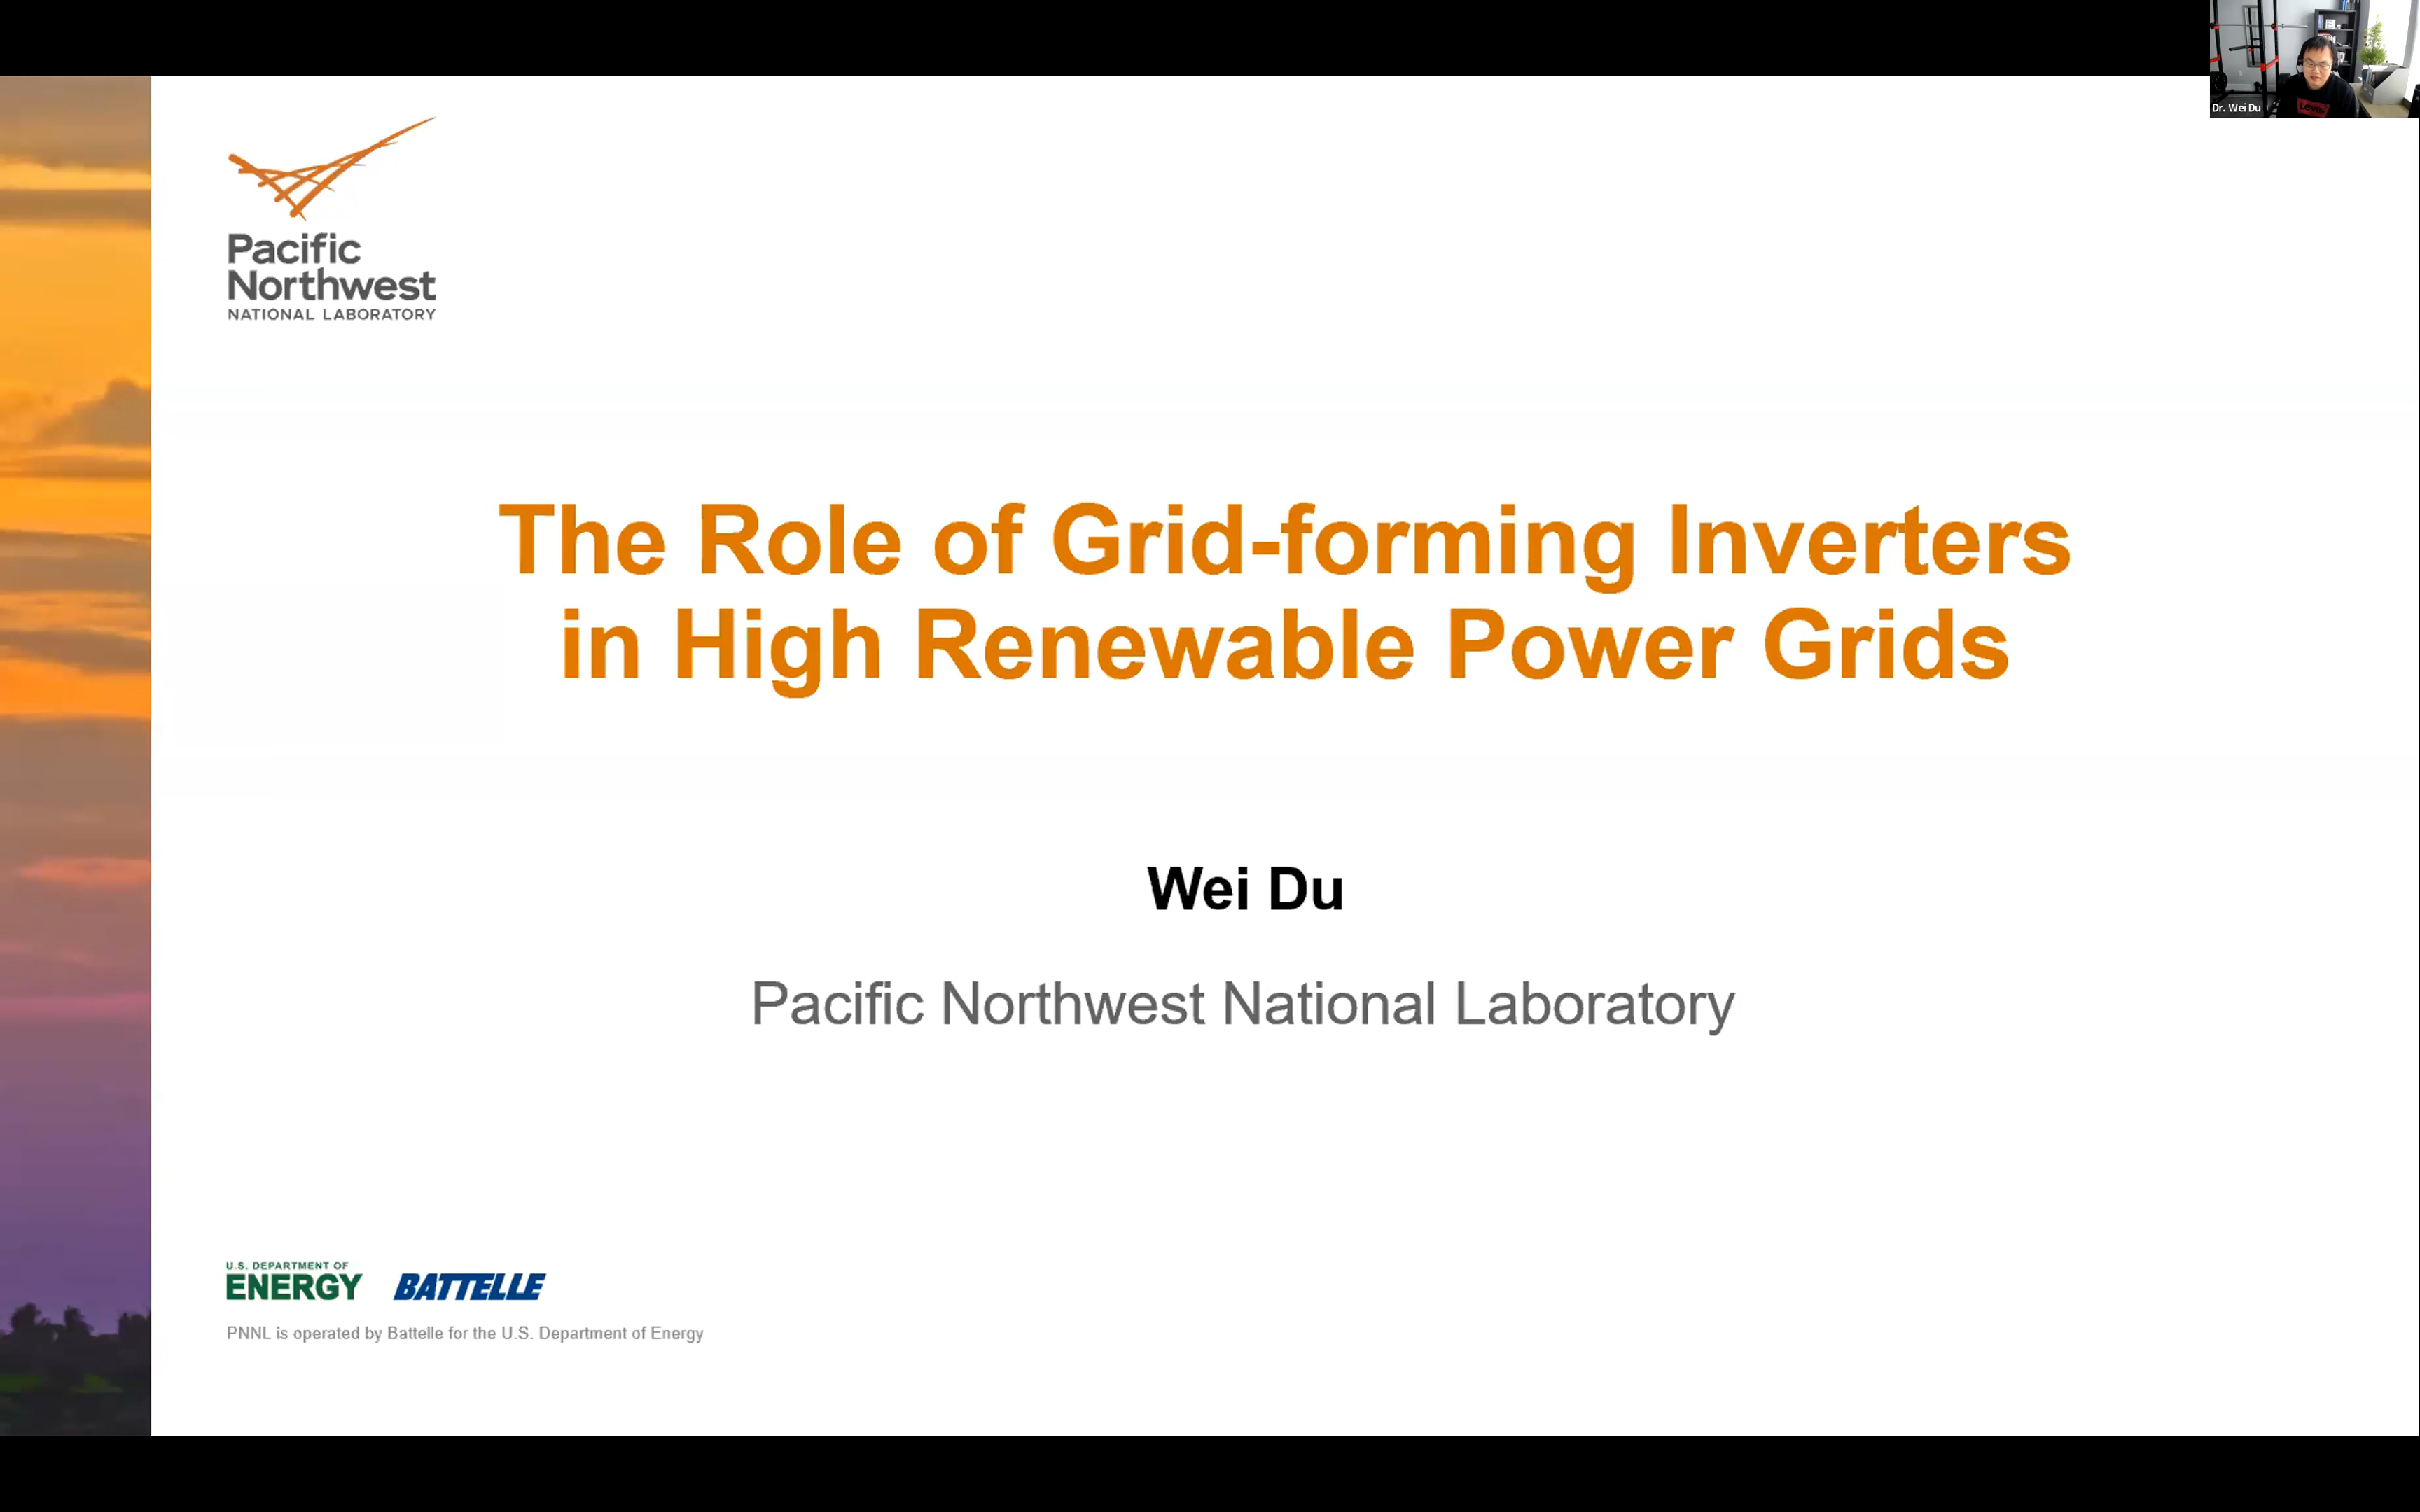 Dr. Wei Du
Levi's
Pacific
Northwest
NATIONAL LABORATORY
The Role of Grid-forming Inverters
in High Renewable Power Grids
Wei Du
Pacific Northwest National Laboratory
U.S. DEPARTMENT OF
ENERGY
BATTELLE
PNNL is operated by Battelle for the U.S. Department of Energy